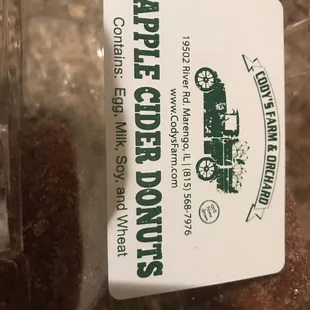 CODY'S FARM & ORCHARD
19502 River Rd. Marengo, IL | (815) 568-7976
www.CodysFarm.com
APPLE CIDER DONUTS
Contains: Egg, Milk, Soy, and Wheat